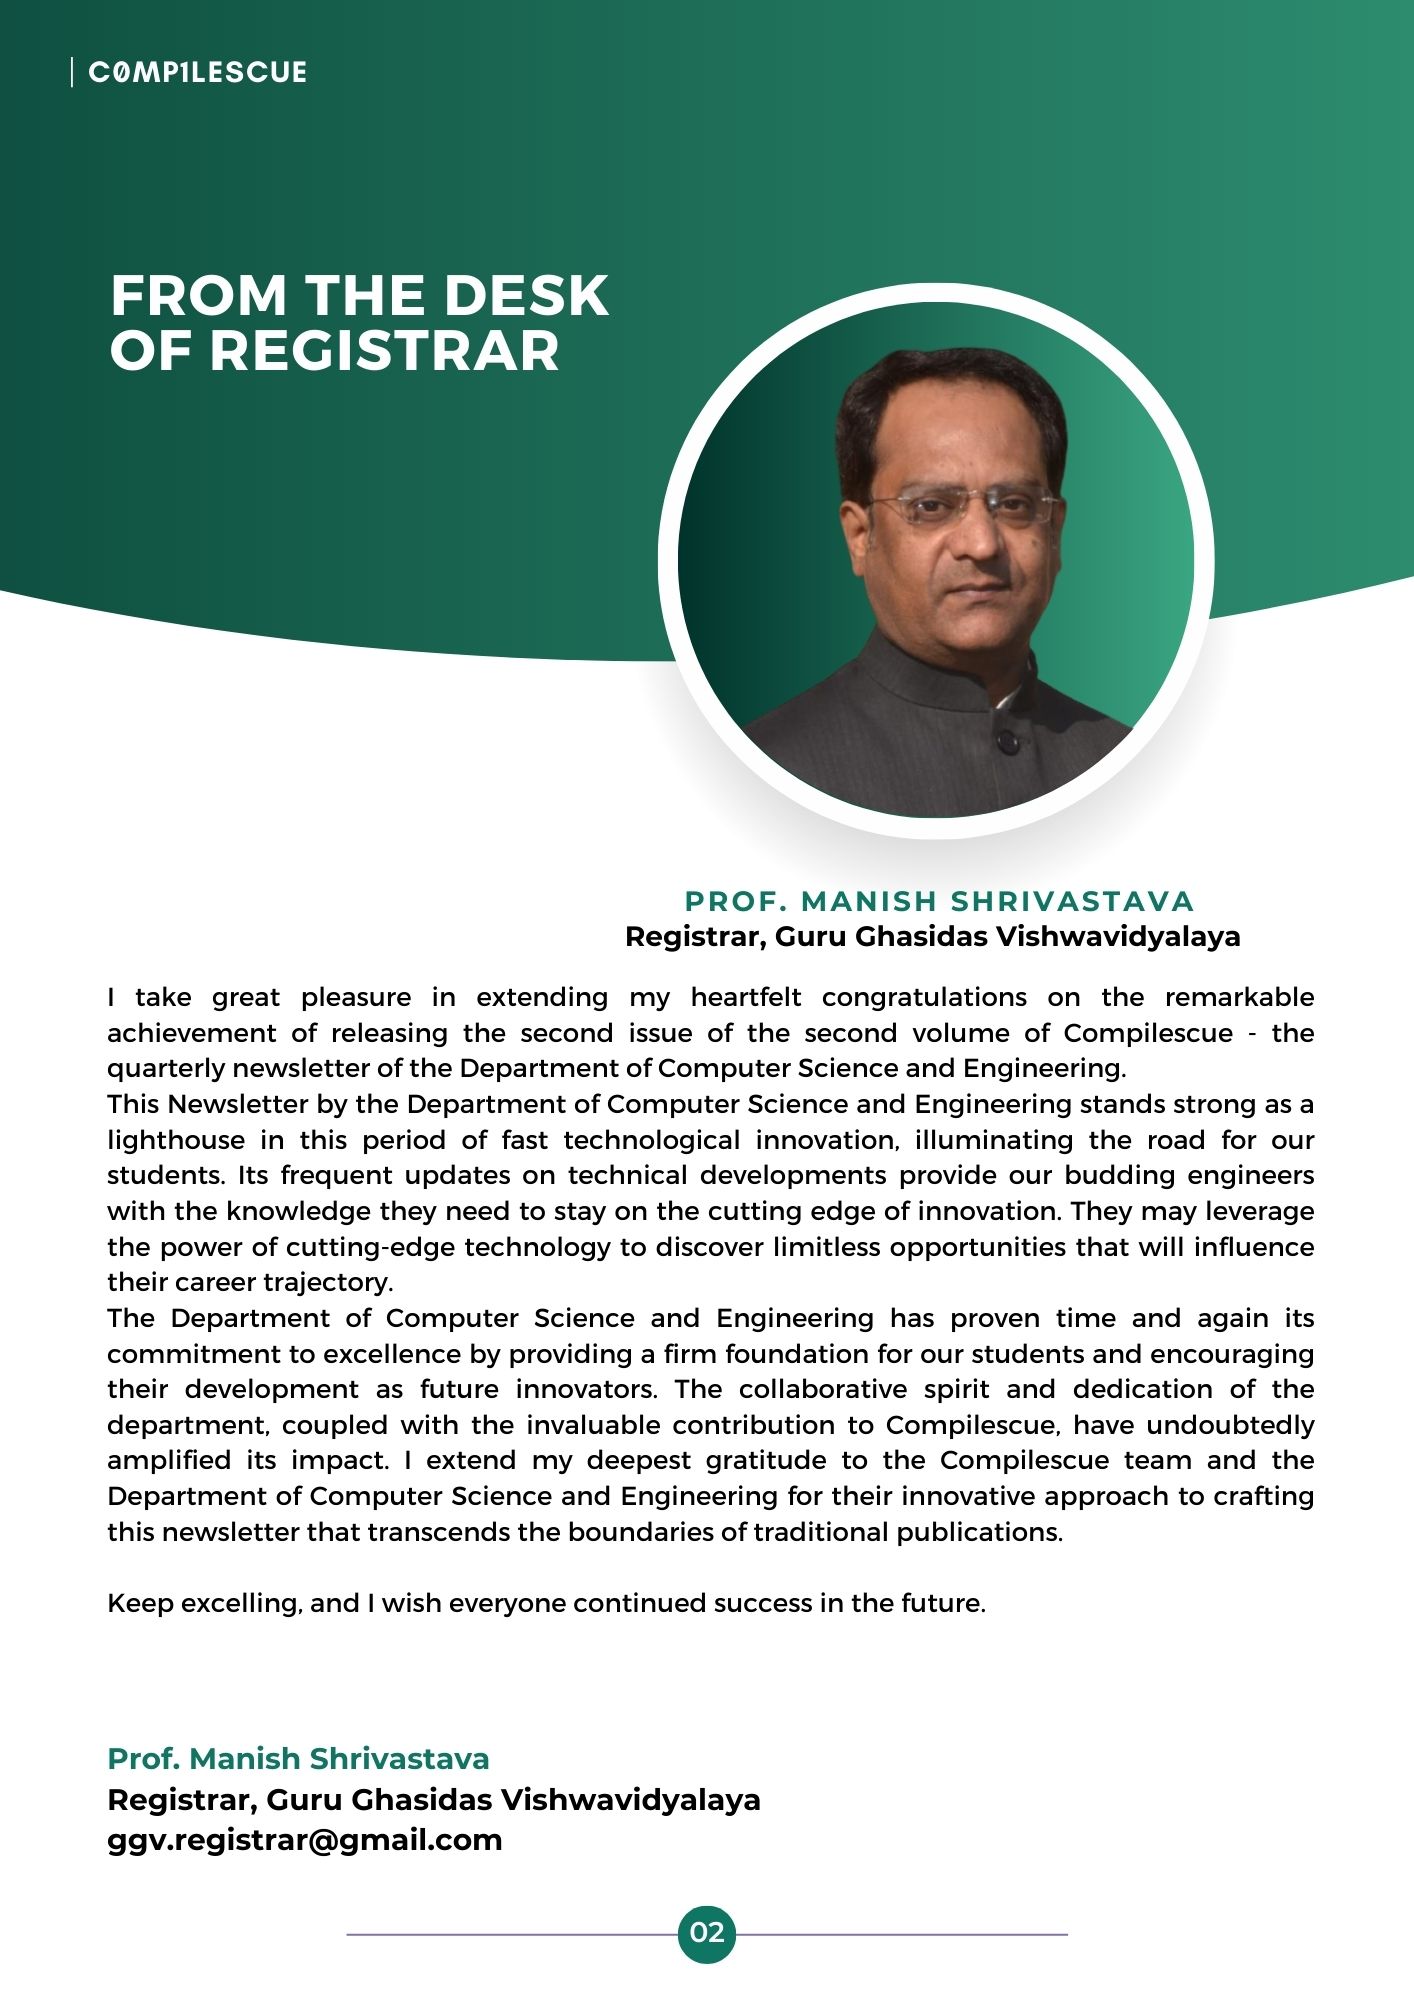 C0MP1LESCUE
FROM THE DESK
OF REGISTRAR
PROF. MANISH SHRIVASTAVA
Registrar, Guru Ghasidas Vishwavidyalaya
I take great pleasure in extending my heartfelt congratulations on the remarkable
achievement of releasing the second issue of the second volume of Compilescue - the
quarterly newsletter of the Department of Computer Science and Engineering.
This Newsletter by the Department of Computer Science and Engineering stands strong as a
lighthouse in this period of fast technological innovation, illuminating the road for our
students. Its frequent updates on technical developments provide our budding engineers
with the knowledge they need to stay on the cutting edge of innovation. They may leverage
the power of cutting-edge technology to discover limitless opportunities that will influence
their career trajectory.
The Department of Computer Science and Engineering has proven time and again its
commitment to excellence by providing a firm foundation for our students and encouraging
their development as future innovators. The collaborative spirit and dedication of the
department, coupled with the invaluable contribution to Compilescue, have undoubtedly
amplified its impact. I extend my deepest gratitude to the Compilescue team and the
Department of Computer Science and Engineering for their innovative approach to crafting
this newsletter that transcends the boundaries of traditional publications.
Keep excelling, and I wish everyone continued success in the future.
Prof. Manish Shrivastava
Registrar, Guru Ghasidas Vishwavidyalaya
ggv.registrar@gmail.com
02